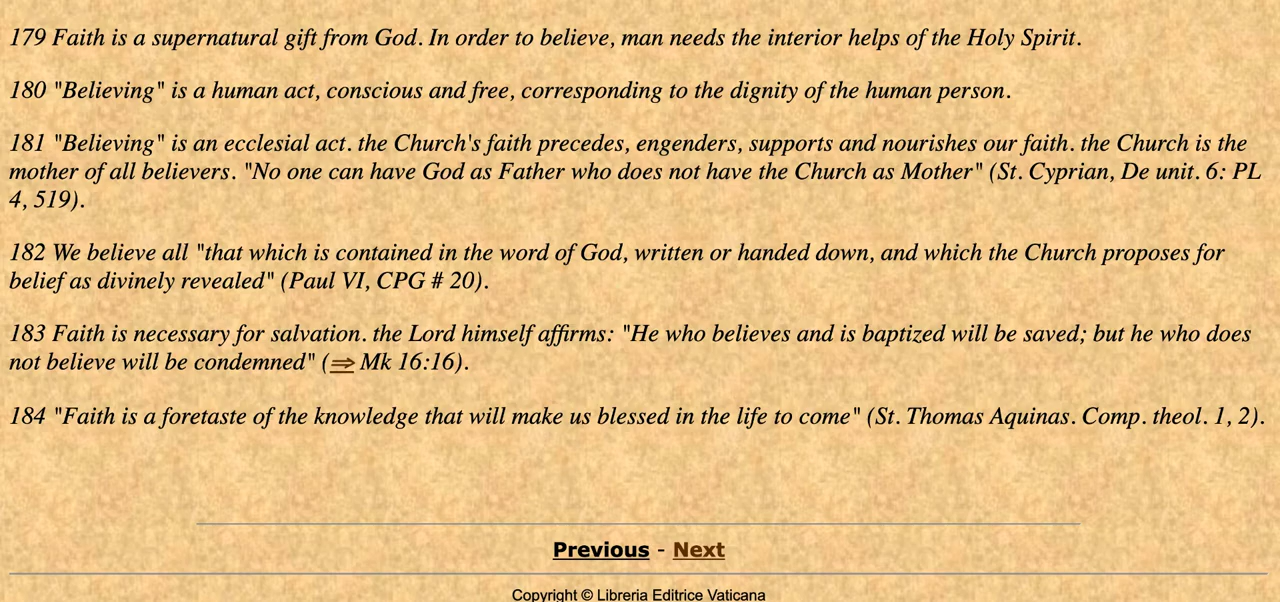 179 Faith is a supernatural gift from God. In order to believe, man needs the interior helps of the Holy Spirit.
180 "Believing" is a human act, conscious and free, corresponding to the dignity of the human person.
181 "Believing" is an ecclesial act. the Church's faith precedes, engenders, supports and nourishes our faith. the Church is the
mother of all believers. "No one can have God as Father who does not have the Church as Mother" (St. Cyprian, De unit. 6: PL
4, 519).
182 We believe all "that which is contained in the word of God, written or handed down, and which the Church proposes for
belief as divinely revealed" (Paul VI, CPG # 20).
183 Faith is necessary for salvation. the Lord himself affirms: "He who believes and is baptized will be saved; but he who does
not believe will be condemned" (⇒ Mk 16:16).
184 "Faith is a foretaste of the knowledge that will make us blessed in the life to come" (St. Thomas Aquinas. Comp. theol. 1, 2).
Previous - Next
Copyright © Libreria Editrice Vaticana